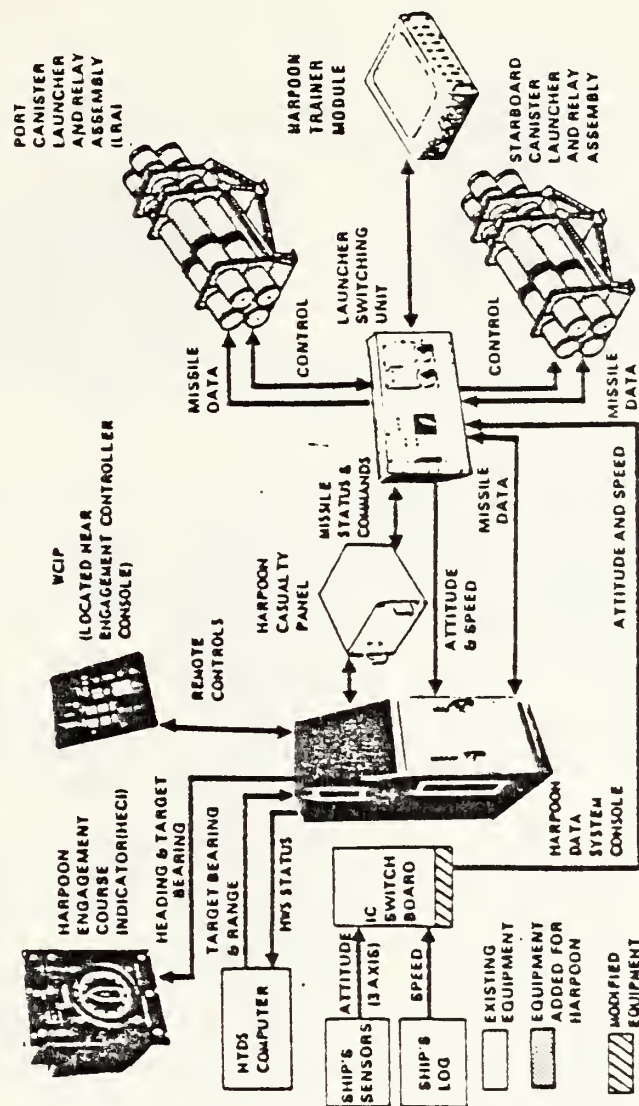 PORT
CANISTER
LAUNCHER
AND RELAY
ASSEMBLY
(LRA)
HARPOON
TRAINER
MODULE
STARBOARD
CANISTER
LAUNCHER
AND RELAY
ASSEMBLY
MISSILE
DATA
CONTROL
LAUNCHER
SWITCHING
UNIT
CONTROL
MISSILE
DATA
WCIP
(LOCATED NEAR
ENGAGEMENT CONTROLLER
CONSOLE)
REMOTE
CONTROLS
HARPOON
CASUALTY
PANEL
MISSILE
STATUS &
COMMANDS
ATTITUDE
& SPEED
MISSILE
DATA
ATTITUDE AND SPEED
HARPOON
ENGAGEMENT
COURSE
INDICATOR(HECI)
HEADING & TARGET
BEARING
TARGET BEARING
& RANGE
HWS STATUS
NTDS
COMPUTER
HARPOON
DATA
SYSTEM
CONSOLE
SHIP'S
SENSORS
ATTITUDE
(3 AXIS)
IC
SWITCH
BOARD
SHIP'S
LOG
SPEED
EXISTING
EQUIPMENT
EQUIPMENT
ADDED FOR
HARPOON
MODIFIED
EQUIPMENT